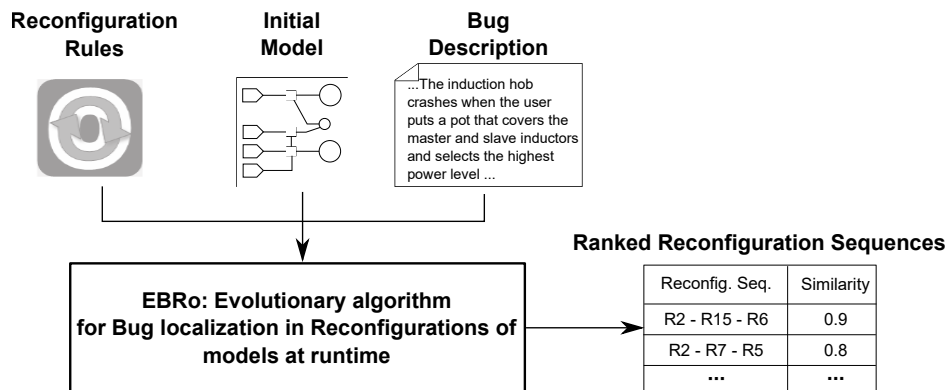 Reconfiguration
Rules
Initial
Model
Bug
Description
...The induction hob
crashes when the user
puts a pot that covers the
master and slave inductors
and selects the highest
power level ...
EBRo: Evolutionary algorithm
for Bug localization in Reconfigurations of
models at runtime
Ranked Reconfiguration Sequences
Reconfig. Seq. Similarity
R2 - R15 - R6 0.9
R2 - R7 - R5 0.8
... ...